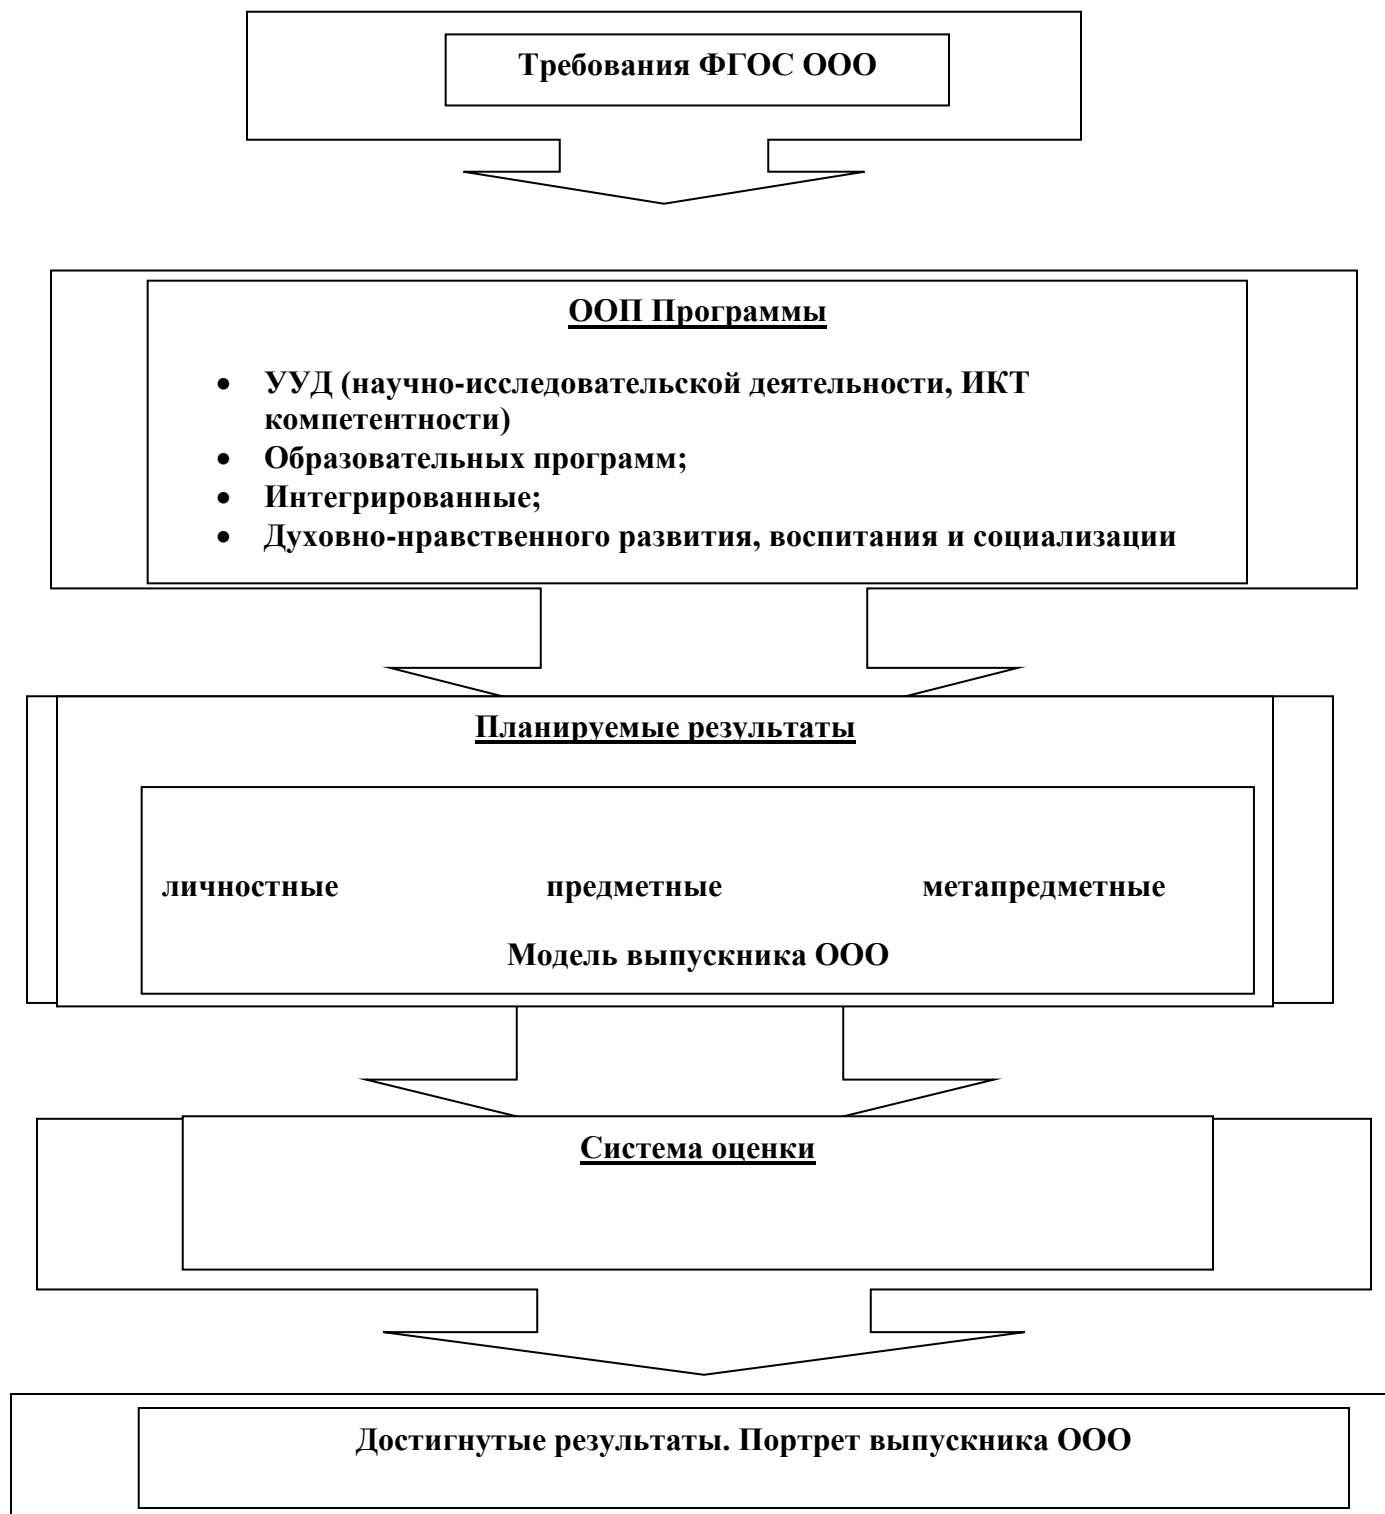 Требования ФГОС ООО
ООП Программы
• УУД (научно-исследовательской деятельности, ИКТ
компетентности)
• Образовательных программ;
• Интегрированные;
• Духовно-нравственного развития, воспитания и социализации
Планируемые результаты
личностные предметные метапредметные
Модель выпускника ООО
Система оценки
Достигнутые результаты. Портрет выпускника ООО